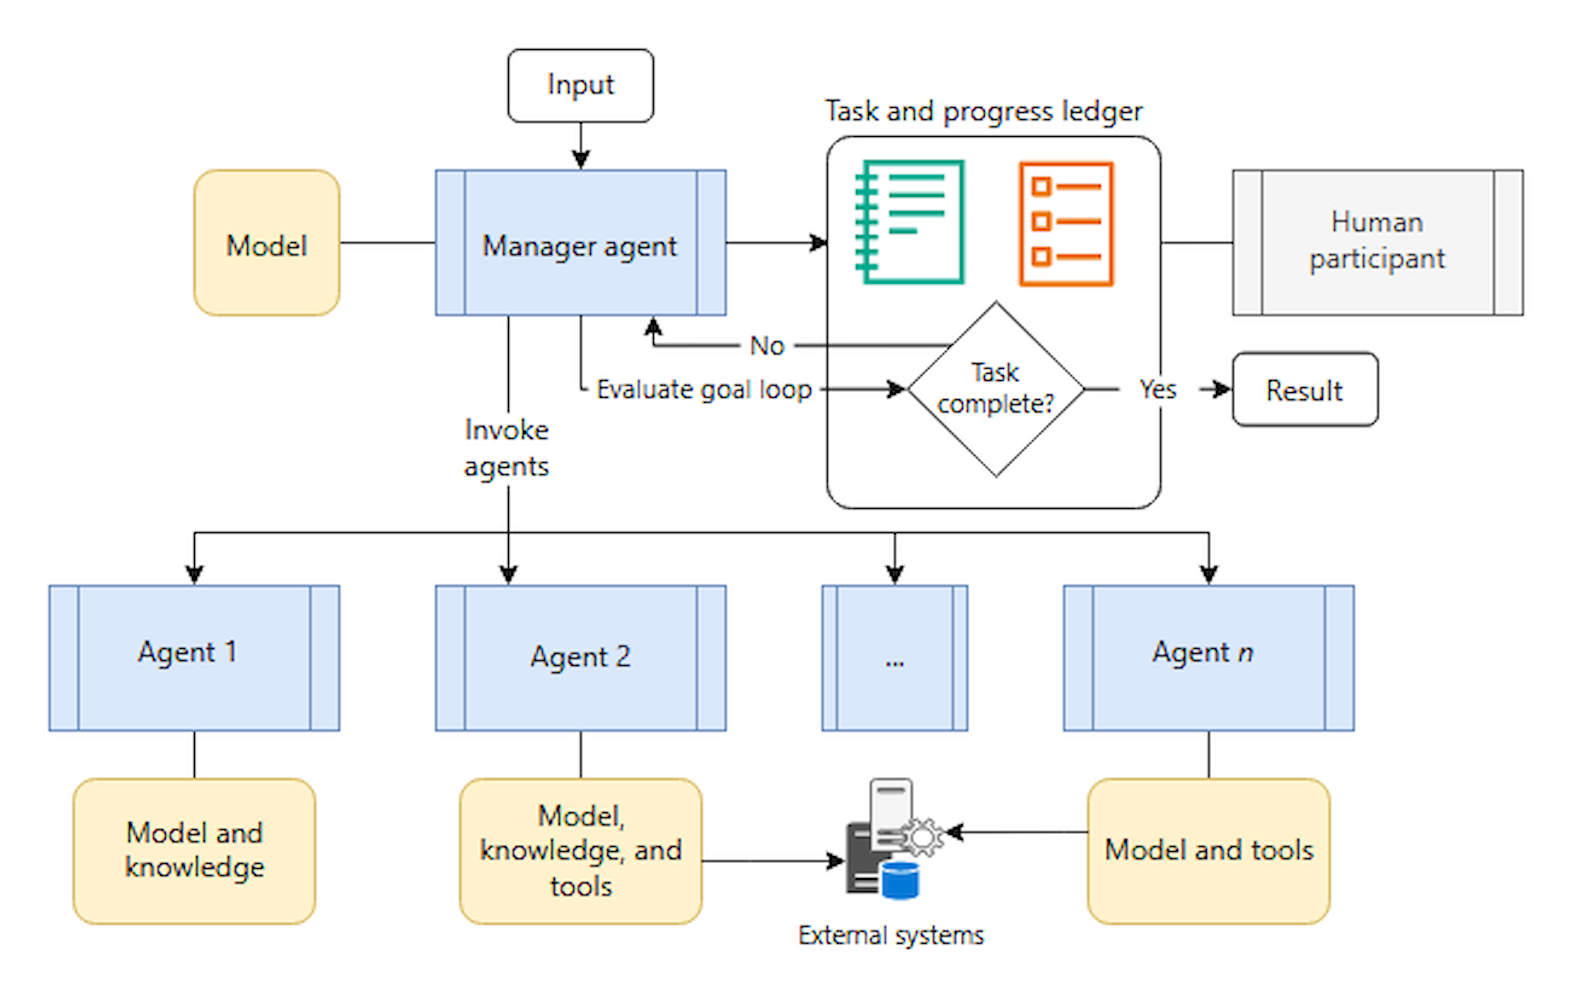 Input
Task and progress ledger
Model
Manager agent
Human
participant
No
Evaluate goal loop
Task
complete?
Yes
Result
Invoke
agents
Agent 1
Agent 2
...
Agent n
Model and
knowledge
Model,
knowledge, and
tools
Model and tools
External systems